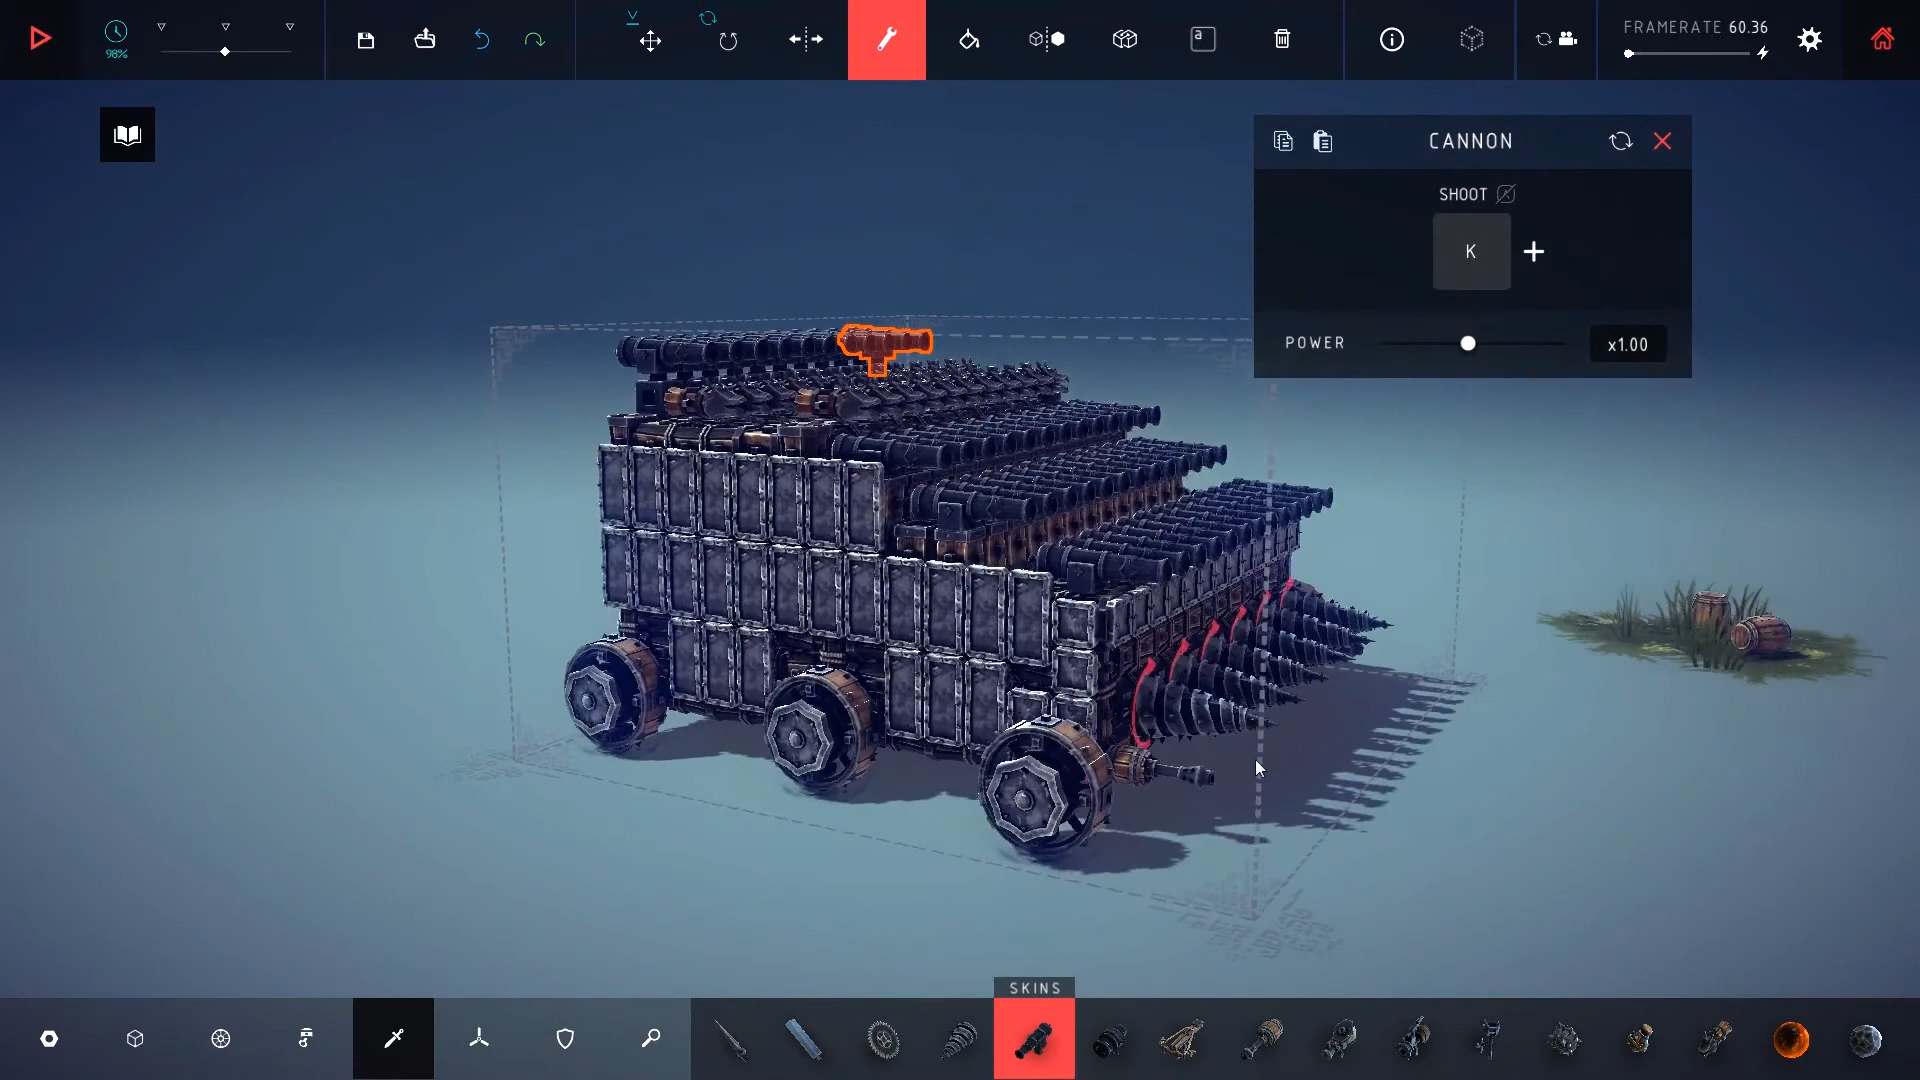 98%
a
FRAMERATE 60.36
CANNON
SHOOT
K
POWER
x1.00
SKINS